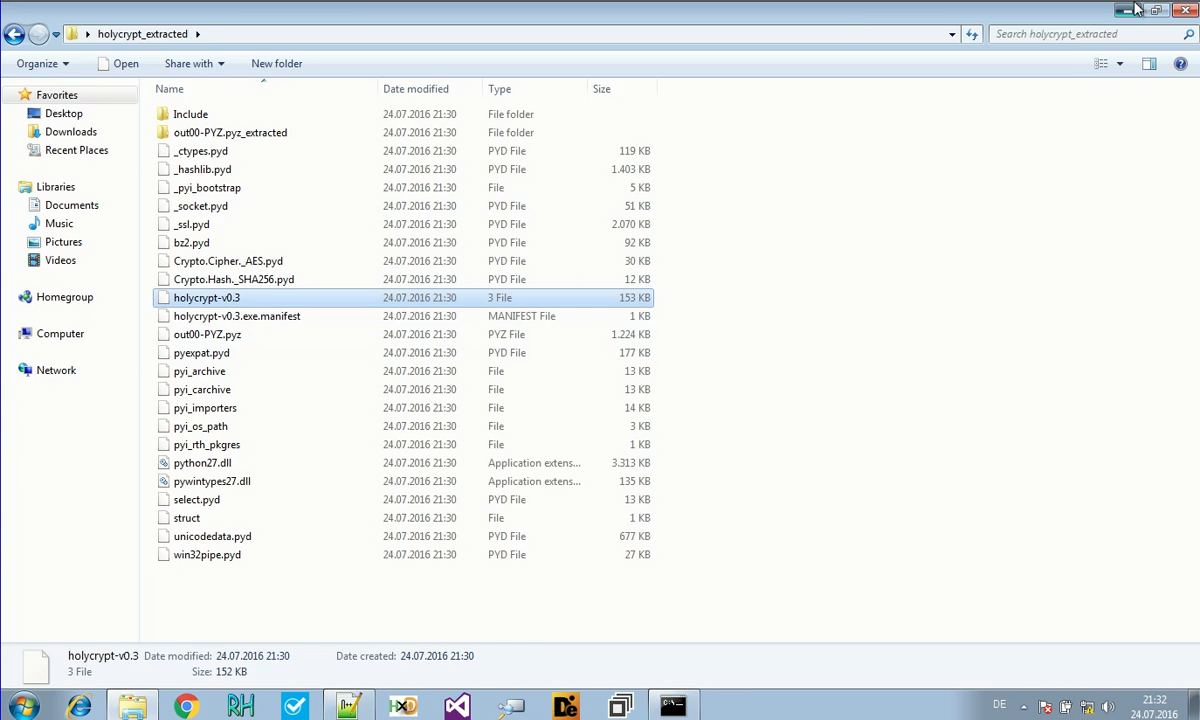 holycrypt_extracted
Search holycrypt_extracted
Organize Open Share with New folder
Name Date modified Type Size
Favorites
Desktop
Downloads
Recent Places
Libraries
Documents
Music
Pictures
Videos
Homegroup
Computer
Network
Include 24.07.2016 21:30 File folder
out00-PYZ.pyz_extracted 24.07.2016 21:30 File folder
_ctypes.pyd 24.07.2016 21:30 PYD File 119 KB
_hashlib.pyd 24.07.2016 21:30 PYD File 1.403 KB
_pyi_bootstrap 24.07.2016 21:30 File 5 KB
_socket.pyd 24.07.2016 21:30 PYD File 51 KB
_ssl.pyd 24.07.2016 21:30 PYD File 2.070 KB
bz2.pyd 24.07.2016 21:30 PYD File 92 KB
Crypto.Cipher._AES.pyd 24.07.2016 21:30 PYD File 30 KB
Crypto.Hash._SHA256.pyd 24.07.2016 21:30 PYD File 12 KB
holycrypt-v0.3 24.07.2016 21:30 3 File 153 KB
holycrypt-v0.3.exe.manifest 24.07.2016 21:30 MANIFEST File 1 KB
out00-PYZ.pyz 24.07.2016 21:30 PYZ File 1.224 KB
pyexpat.pyd 24.07.2016 21:30 PYD File 177 KB
pyi_archive 24.07.2016 21:30 File 13 KB
pyi_carchive 24.07.2016 21:30 File 13 KB
pyi_importers 24.07.2016 21:30 File 14 KB
pyi_os_path 24.07.2016 21:30 File 3 KB
pyi_rth_pkgres 24.07.2016 21:30 File 1 KB
python27.dll 24.07.2016 21:30 Application extens... 3.313 KB
pywintypes27.dll 24.07.2016 21:30 Application extens... 135 KB
select.pyd 24.07.2016 21:30 PYD File 13 KB
struct 24.07.2016 21:30 File 1 KB
unicodedata.pyd 24.07.2016 21:30 PYD File 677 KB
win32pipe.pyd 24.07.2016 21:30 PYD File 27 KB
holycrypt-v0.3 Date modified: 24.07.2016 21:30 Date created: 24.07.2016 21:30
3 File Size: 152 KB
RH
De
DE
21:32
24.07.2016